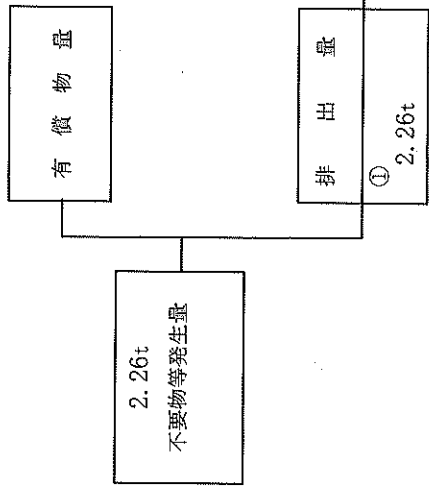 有償物量
2.26t
不要物等発生量
排出量
①
2.26t